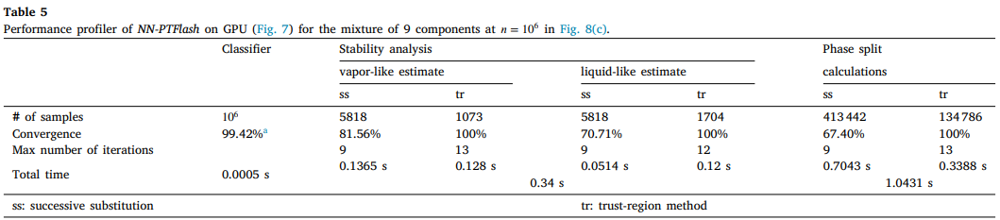 Table 5
Performance profiler of NN-PTFlash on GPU (Fig. 7) for the mixture of 9 components at n = 10⁶ in Fig. 8(c).
Classifier Stability analysis Phase split
vapor-like estimate liquid-like estimate calculations
ss tr ss tr ss tr
# of samples 10⁶ 5818 1073 5818 1704 413 442 134 786
Convergence 99.42%ᵃ 81.56% 100% 70.71% 100% 67.40% 100%
Max number of iterations 9 13 9 12 9 13
Total time 0.0005 s 0.1365 s 0.128 s 0.0514 s 0.12 s 0.7043 s 0.3388 s
0.34 s 1.0431 s
ss: successive substitution tr: trust-region method